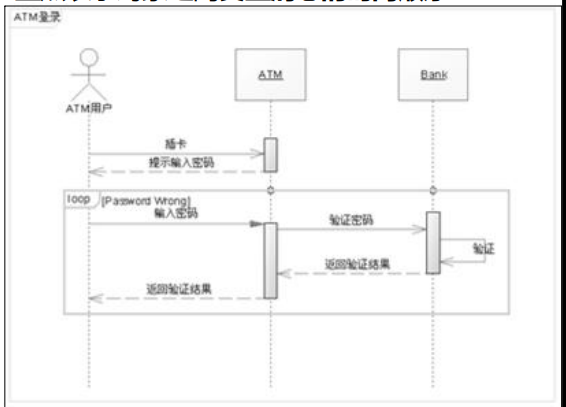 ATM登录
ATM
Bank
ATM用户
插卡
提示输入密码
loop
[Password Wrong]
输入密码
验证密码
验证
返回验证结果
返回验证结果